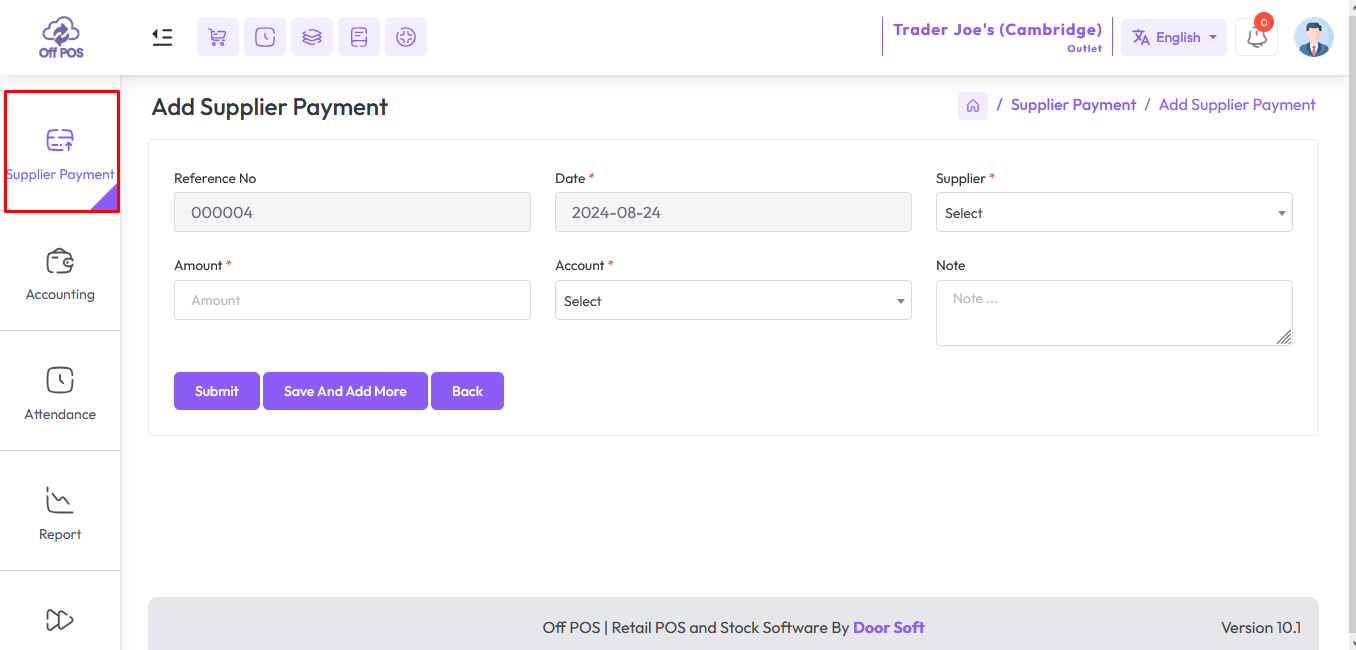 Off POS
Trader Joe's (Cambridge)
Outlet
English
0
Supplier Payment
Accounting
Attendance
Report
Add Supplier Payment
/ Supplier Payment / Add Supplier Payment
Reference No
000004
Date *
2024-08-24
Supplier *
Select
Amount *
Amount
Account *
Select
Note
Note ...
Submit
Save And Add More
Back
Off POS | Retail POS and Stock Software By Door Soft
Version 10.1